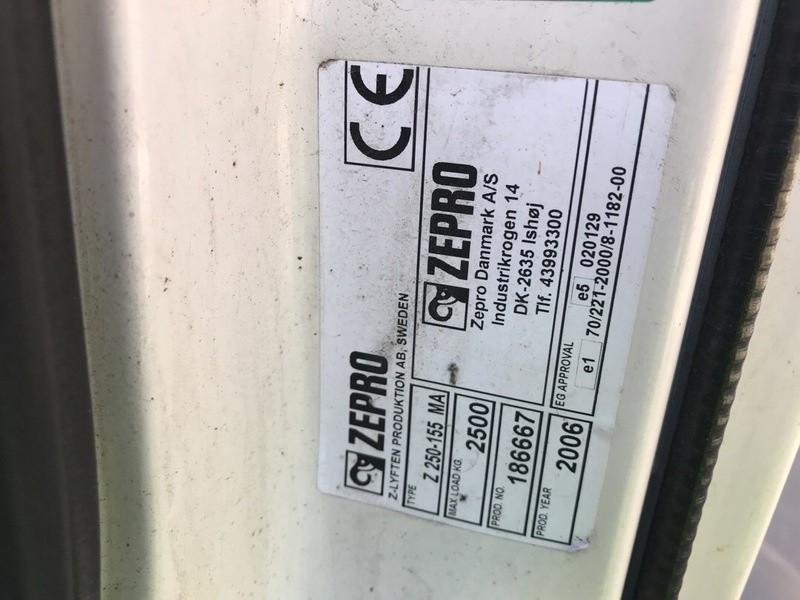 ZEPRO
CE
Z-LYFTEN PRODUKTION AB, SWEDEN
TYPE
Z 250-155 MA
MAX.LOAD KG.
2500
PROD. NO.
186667
PROD. YEAR
2006
ZEPRO
Zepro Danmark A/S
Industrikrogen 14
DK-2635 Ishøj
Tlf. 43993300
EG APPROVAL
e5 020129
e1 70/221-2000/8-1182-00